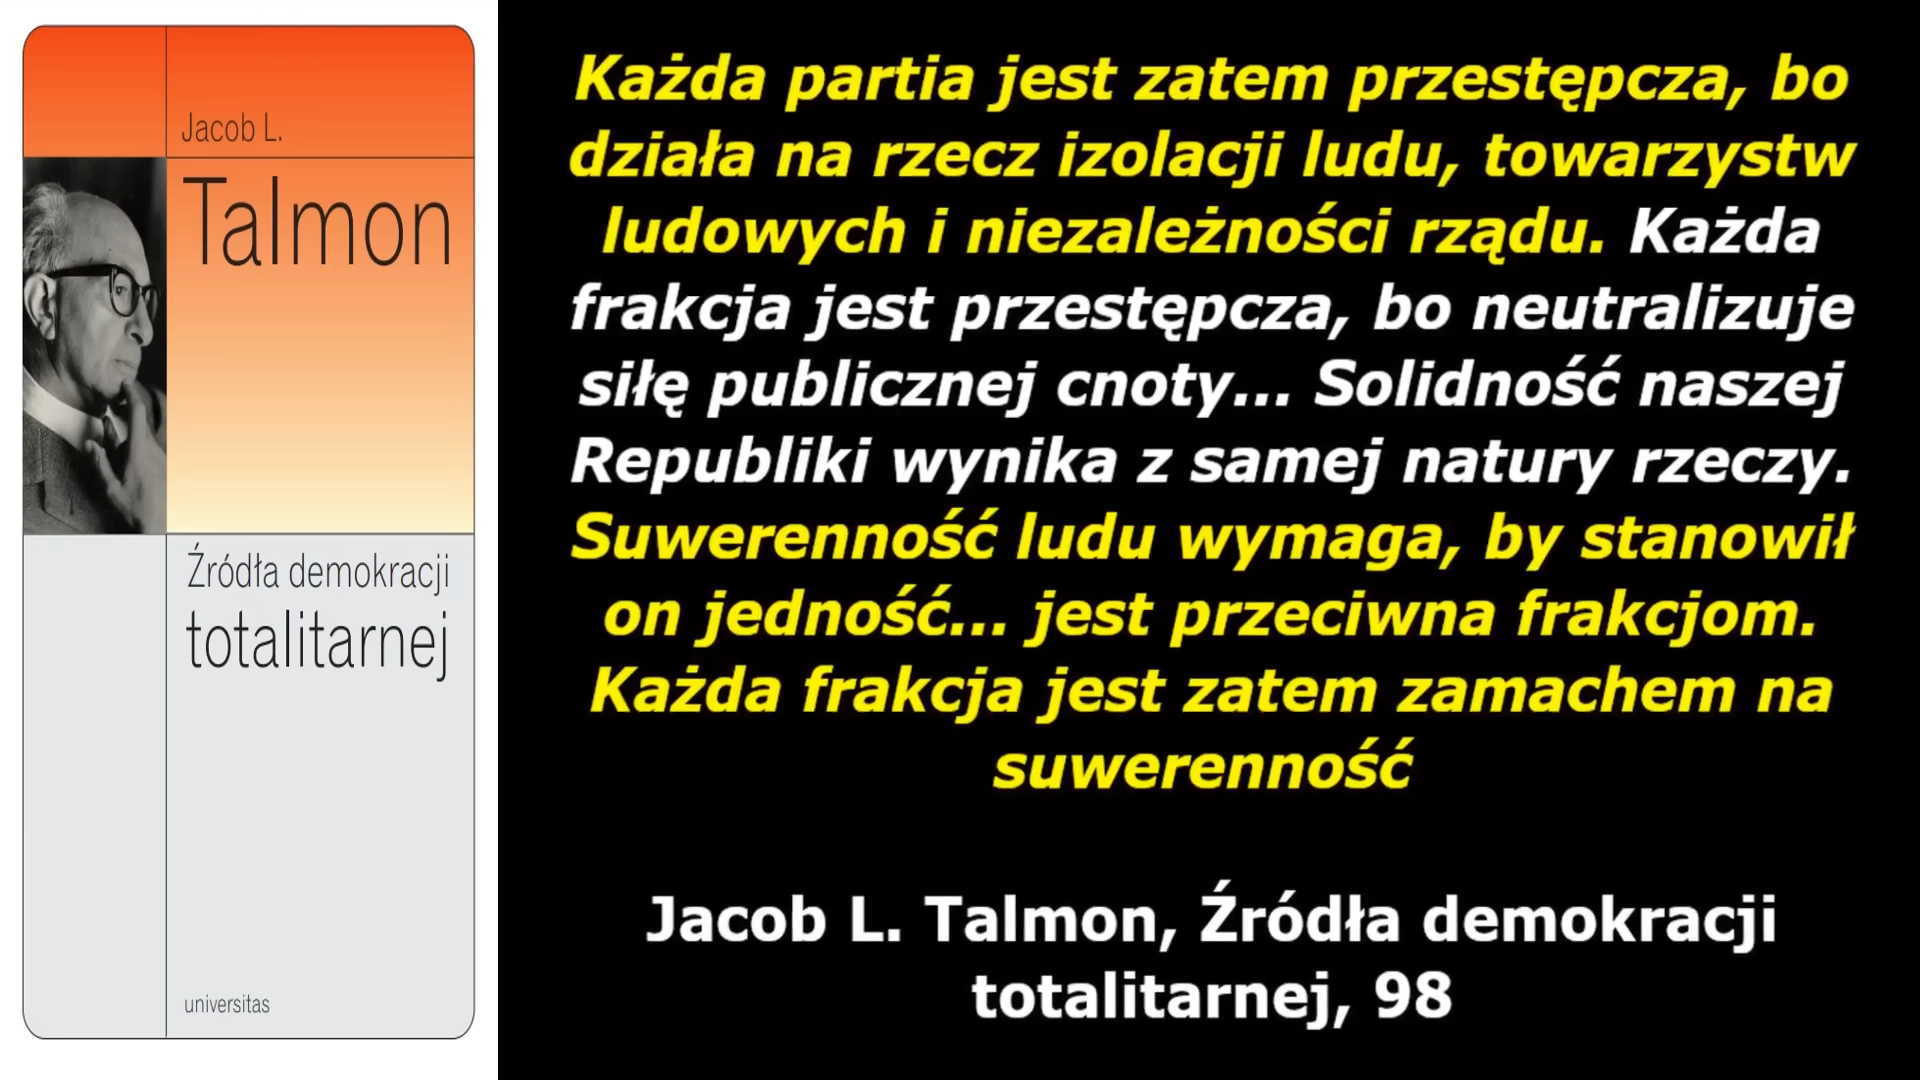 Jacob L.
Talmon
Źródła demokracji
totalitarnej
universitas
Każda partia jest zatem przestępcza, bo
działa na rzecz izolacji ludu, towarzystw
ludowych i niezależności rządu. Każda
frakcja jest przestępcza, bo neutralizuje
siłę publicznej cnoty... Solidność naszej
Republiki wynika z samej natury rzeczy.
Suwerenność ludu wymaga, by stanowił
on jedność... jest przeciwna frakcjom.
Każda frakcja jest zatem zamachem na
suwerenność
Jacob L. Talmon, Źródła demokracji
totalitarnej, 98